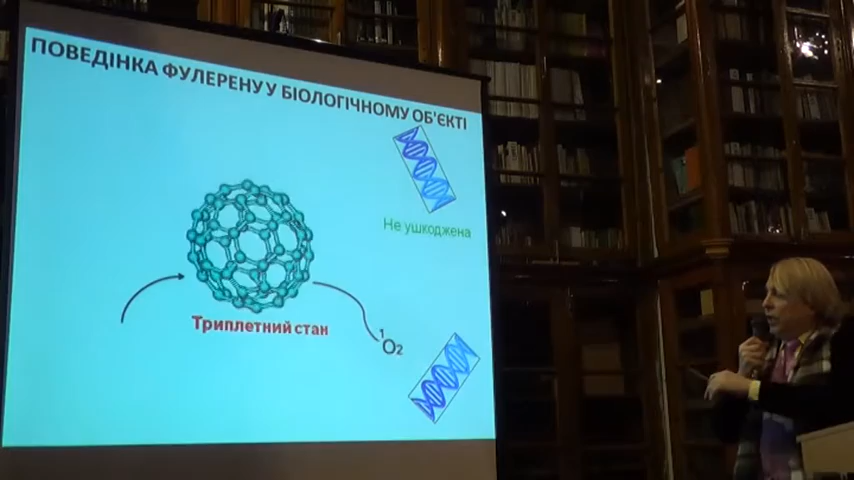 ПОВЕДІНКА ФУЛЕРЕНУ У БІОЛОГІЧНОМУ ОБ'ЄКТІ
Не ушкоджена
Триплетний стан
¹O₂